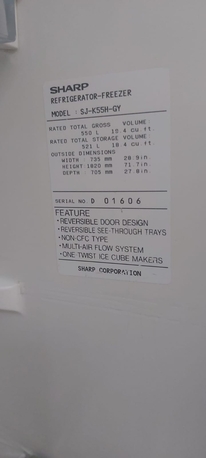 SHARP
REFRIGERATOR-FREEZER
MODEL : SJ-K55H-GY
RATED TOTAL GROSS VOLUME:
550 L 19.4 cu ft.
RATED TOTAL STORAGE VOLUME:
521 L 18.4 cu ft.
OUTSIDE DIMENSIONS
WIDTH : 735 mm 28.9in.
HEIGHT : 1820 mm 71.7in.
DEPTH : 705 mm 27.8in.
SERIAL NO. D 01606
FEATURE
•REVERSIBLE DOOR DESIGN
•REVERSIBLE SEE-THROUGH TRAYS
•NON-CFC TYPE
•MULTI-AIR FLOW SYSTEM
•ONE TWIST ICE CUBE MAKERS
SHARP CORPORATION